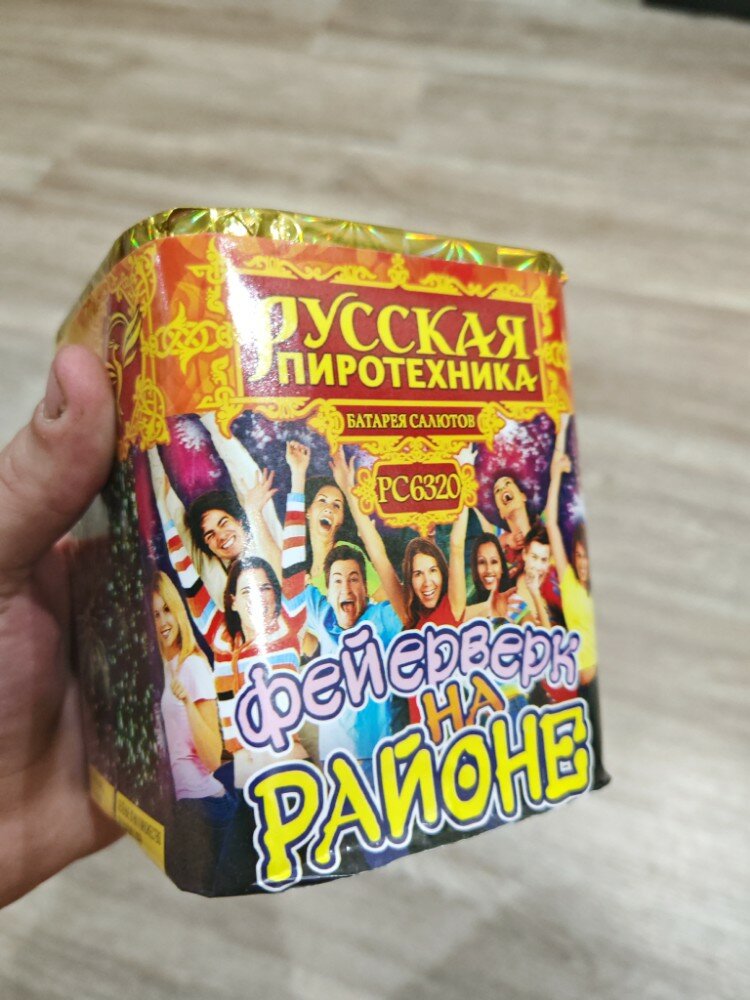 РУССКАЯ
ПИРОТЕХНИКА
БАТАРЕЯ САЛЮТОВ
РС6320
ФЕЙЕРВЕРК
НА
РАЙОНЕ